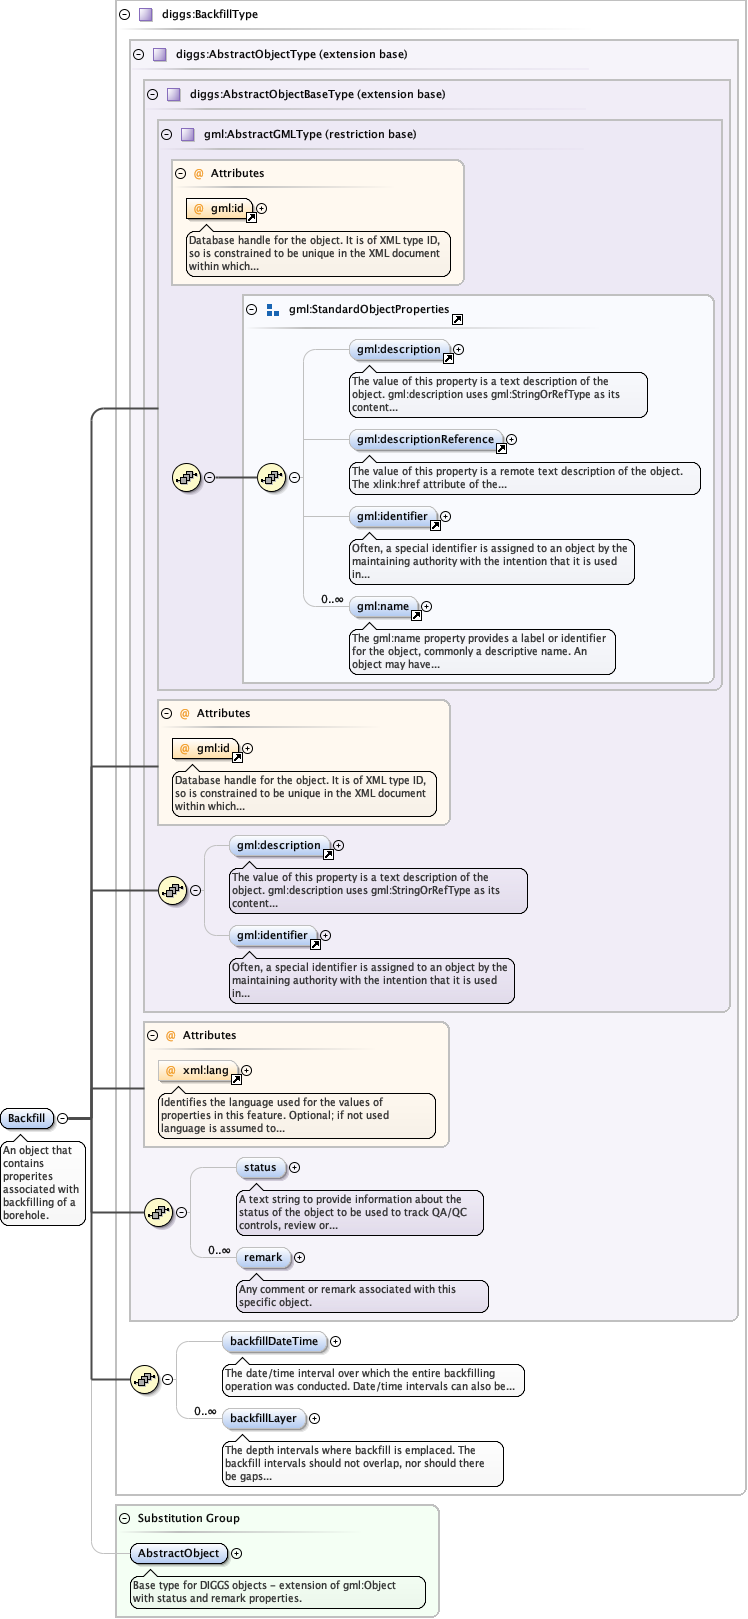 diggs:BackfillType
diggs:AbstractObjectType (extension base)
diggs:AbstractObjectBaseType (extension base)
gml:AbstractGMLType (restriction base)
@ Attributes
@ gml:id
Database handle for the object. It is of XML type ID,
so is constrained to be unique in the XML document
within which...
gml:StandardObjectProperties
gml:description
The value of this property is a text description of the
object. gml:description uses gml:StringOrRefType as its
content...
gml:descriptionReference
The value of this property is a remote text description of the object.
The xlink:href attribute of the...
gml:identifier
Often, a special identifier is assigned to an object by the
maintaining authority with the intention that it is used
in...
0..∞
gml:name
The gml:name property provides a label or identifier
for the object, commonly a descriptive name. An
object may have...
@ Attributes
@ gml:id
Database handle for the object. It is of XML type ID,
so is constrained to be unique in the XML document
within which...
gml:description
The value of this property is a text description of the
object. gml:description uses gml:StringOrRefType as its
content...
gml:identifier
Often, a special identifier is assigned to an object by the
maintaining authority with the intention that it is used
in...
@ Attributes
@ xml:lang
Identifies the language used for the values of
properties in this feature. Optional; if not used
language is assumed to...
Backfill
An object that
contains
properites
associated with
backfilling of a
borehole.
status
A text string to provide information about the
status of the object to be used to track QA/QC
controls, review or...
0..∞
remark
Any comment or remark associated with this
specific object.
backfillDateTime
The date/time interval over which the entire backfilling
operation was conducted. Date/time intervals can also be...
0..∞
backfillLayer
The depth intervals where backfill is emplaced. The
backfill intervals should not overlap, nor should there
be gaps...
Substitution Group
AbstractObject
Base type for DIGGS objects - extension of gml:Object
with status and remark properties.